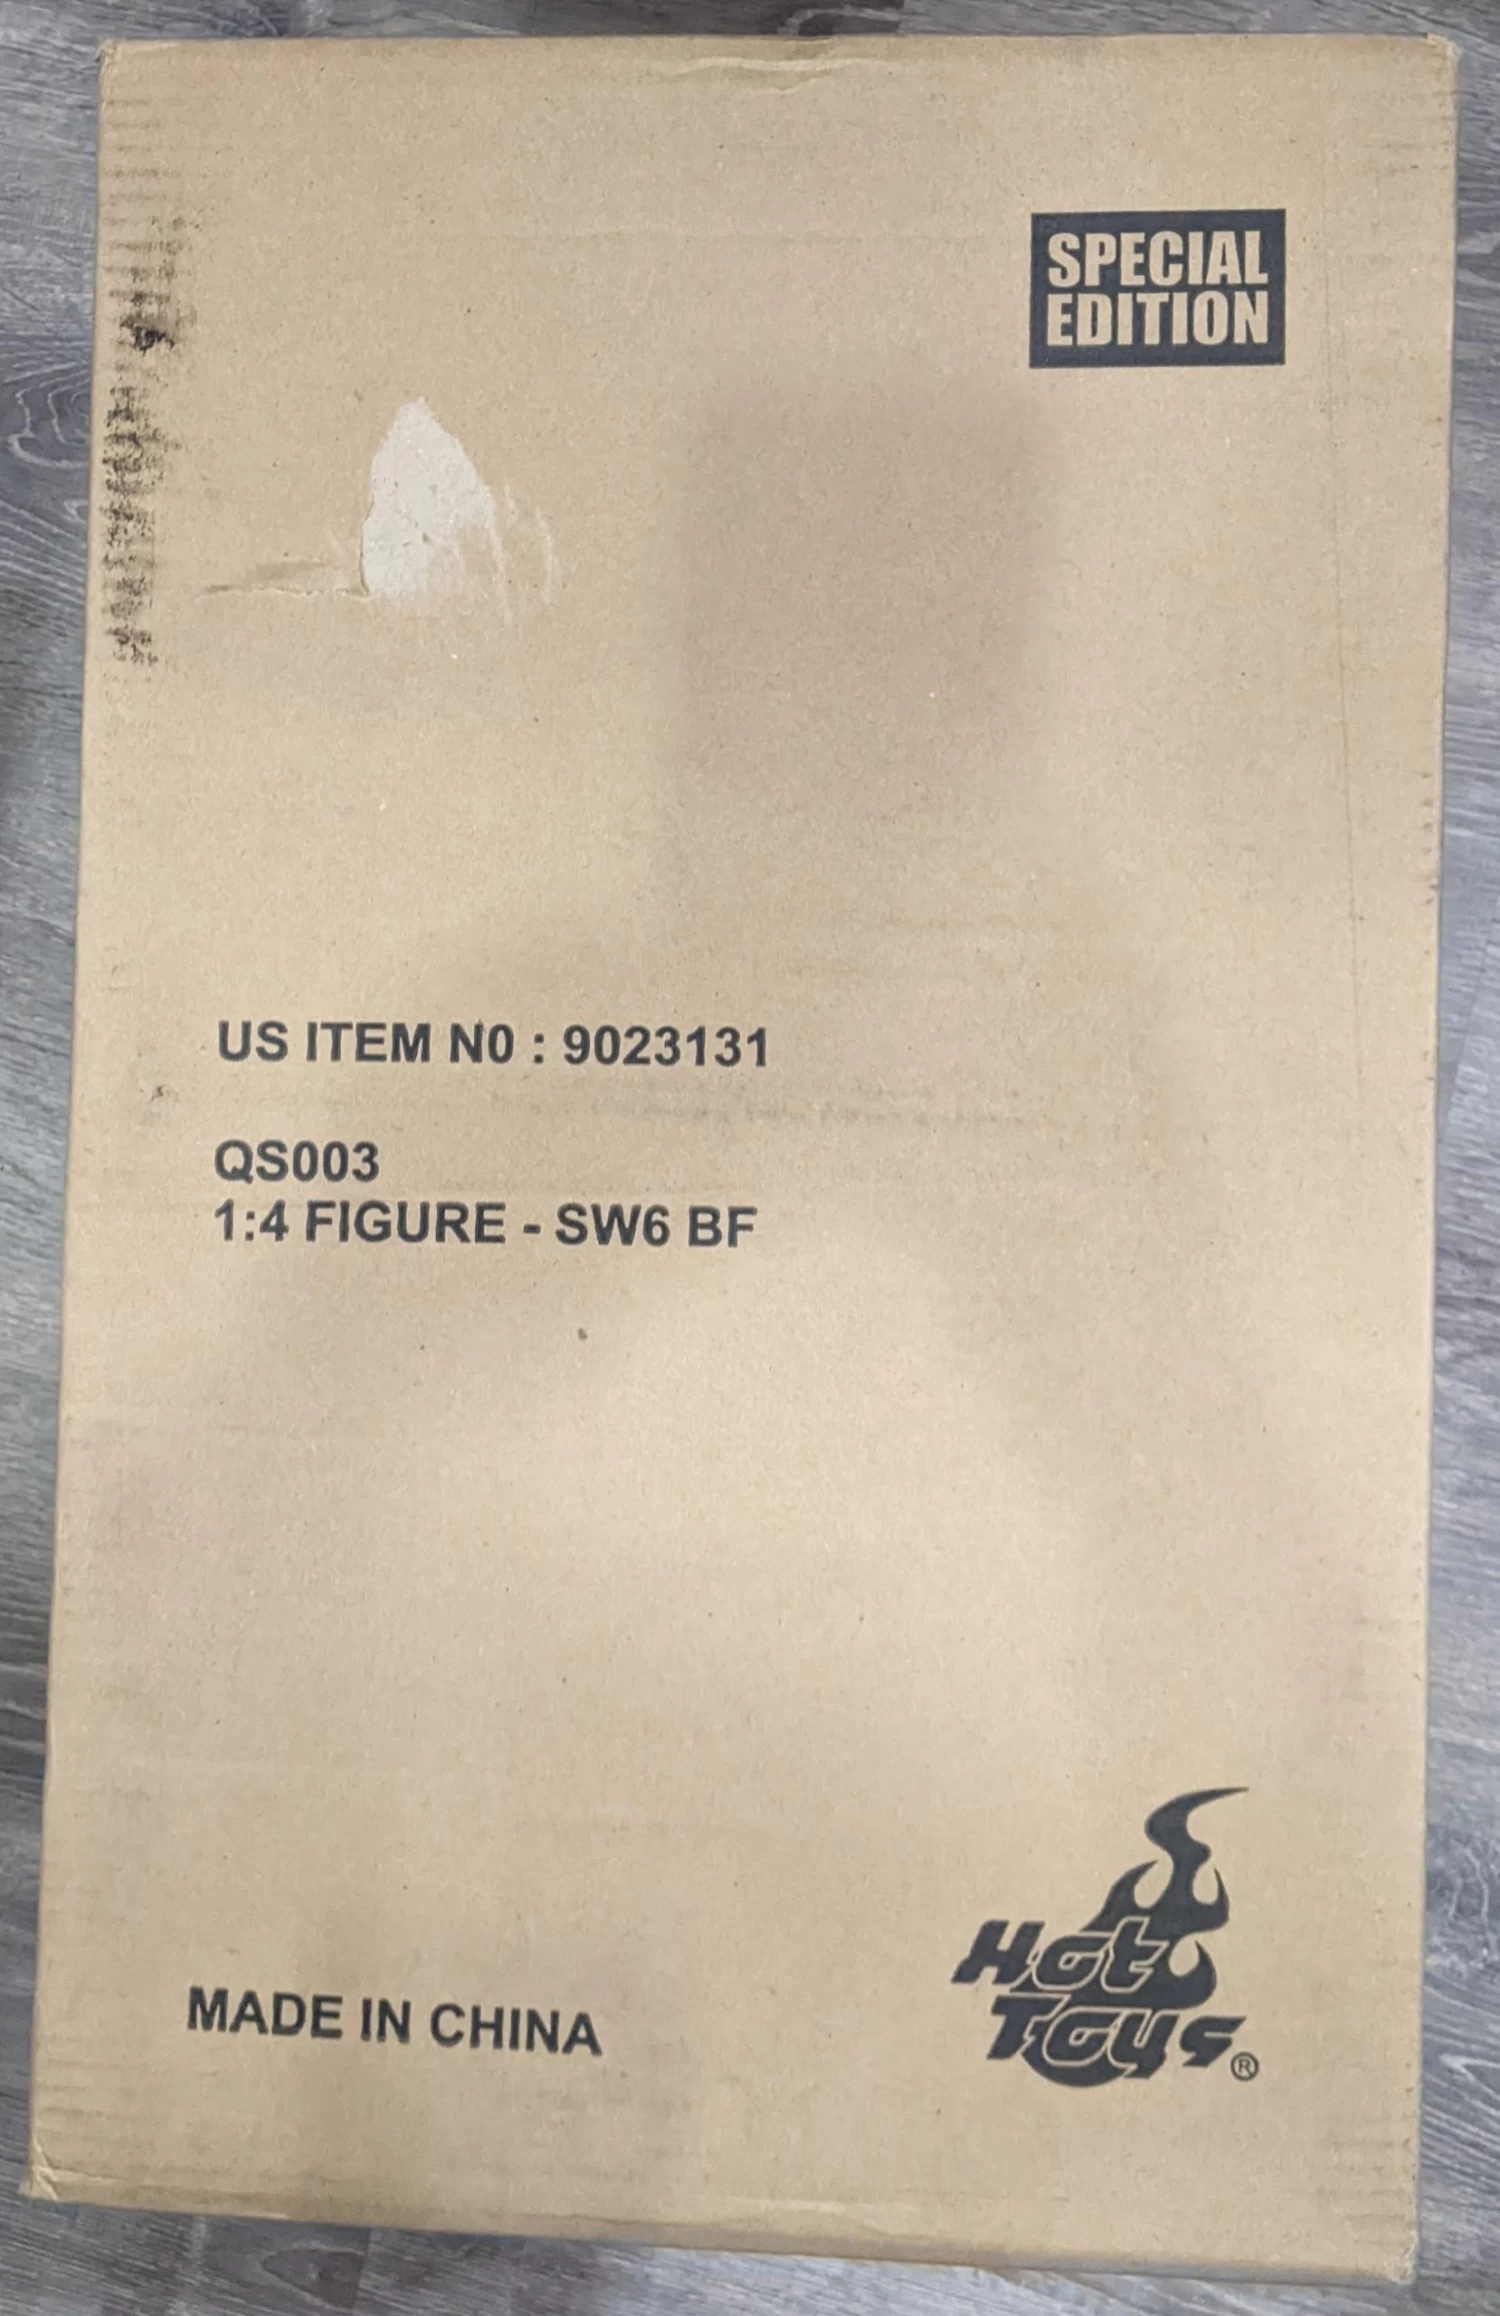 SPECIAL
EDITION
US ITEM N0 : 9023131
QS003
1:4 FIGURE - SW6 BF
MADE IN CHINA
Hot
Toys®